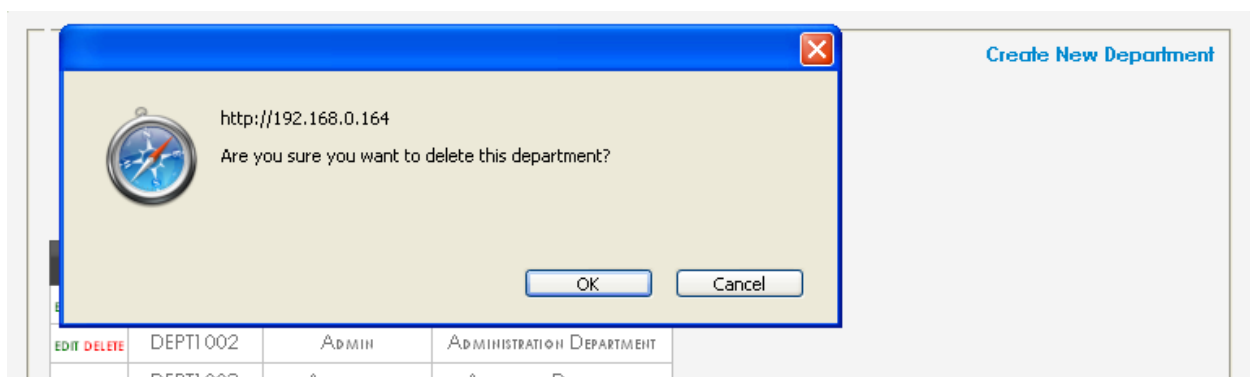 Create New Department
http://192.168.0.164
Are you sure you want to delete this department?
OK Cancel
EDIT DELETE DEPT1002 Admin Administration Department